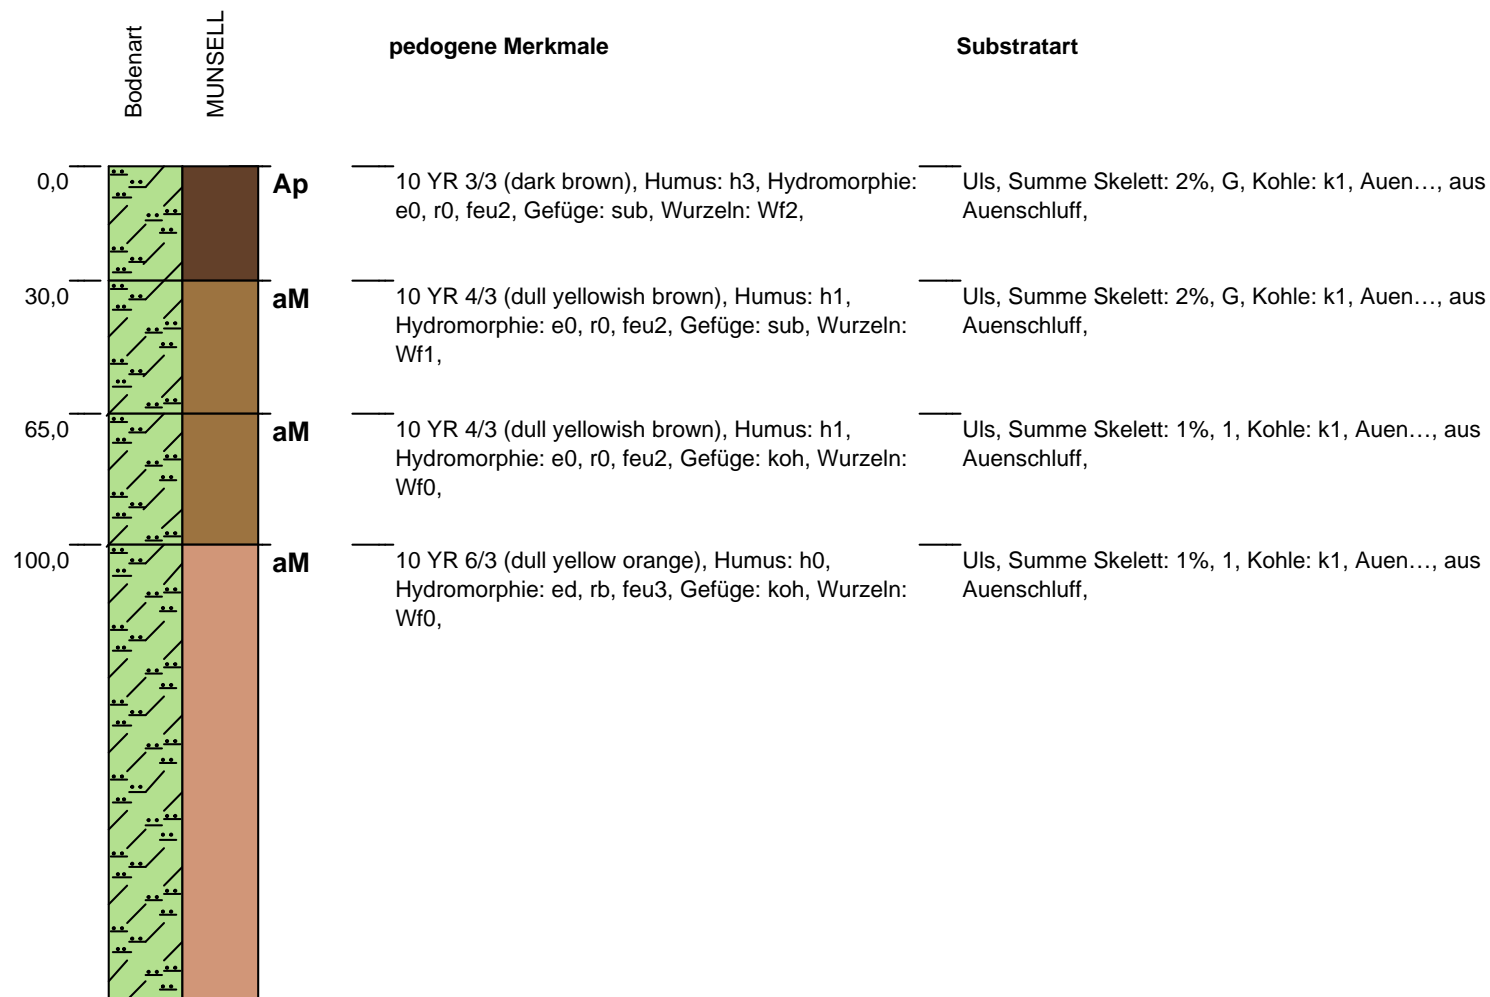 Bodenart
MUNSELL
pedogene Merkmale
Substratart
0,0
Ap
10 YR 3/3 (dark brown), Humus: h3, Hydromorphie:
e0, r0, feu2, Gefüge: sub, Wurzeln: Wf2,
Uls, Summe Skelett: 2%, G, Kohle: k1, Auen…, aus
Auenschluff,
30,0
aM
10 YR 4/3 (dull yellowish brown), Humus: h1,
Hydromorphie: e0, r0, feu2, Gefüge: sub, Wurzeln:
Wf1,
Uls, Summe Skelett: 2%, G, Kohle: k1, Auen…, aus
Auenschluff,
65,0
aM
10 YR 4/3 (dull yellowish brown), Humus: h1,
Hydromorphie: e0, r0, feu2, Gefüge: koh, Wurzeln:
Wf0,
Uls, Summe Skelett: 1%, 1, Kohle: k1, Auen…, aus
Auenschluff,
100,0
aM
10 YR 6/3 (dull yellow orange), Humus: h0,
Hydromorphie: ed, rb, feu3, Gefüge: koh, Wurzeln:
Wf0,
Uls, Summe Skelett: 1%, 1, Kohle: k1, Auen…, aus
Auenschluff,